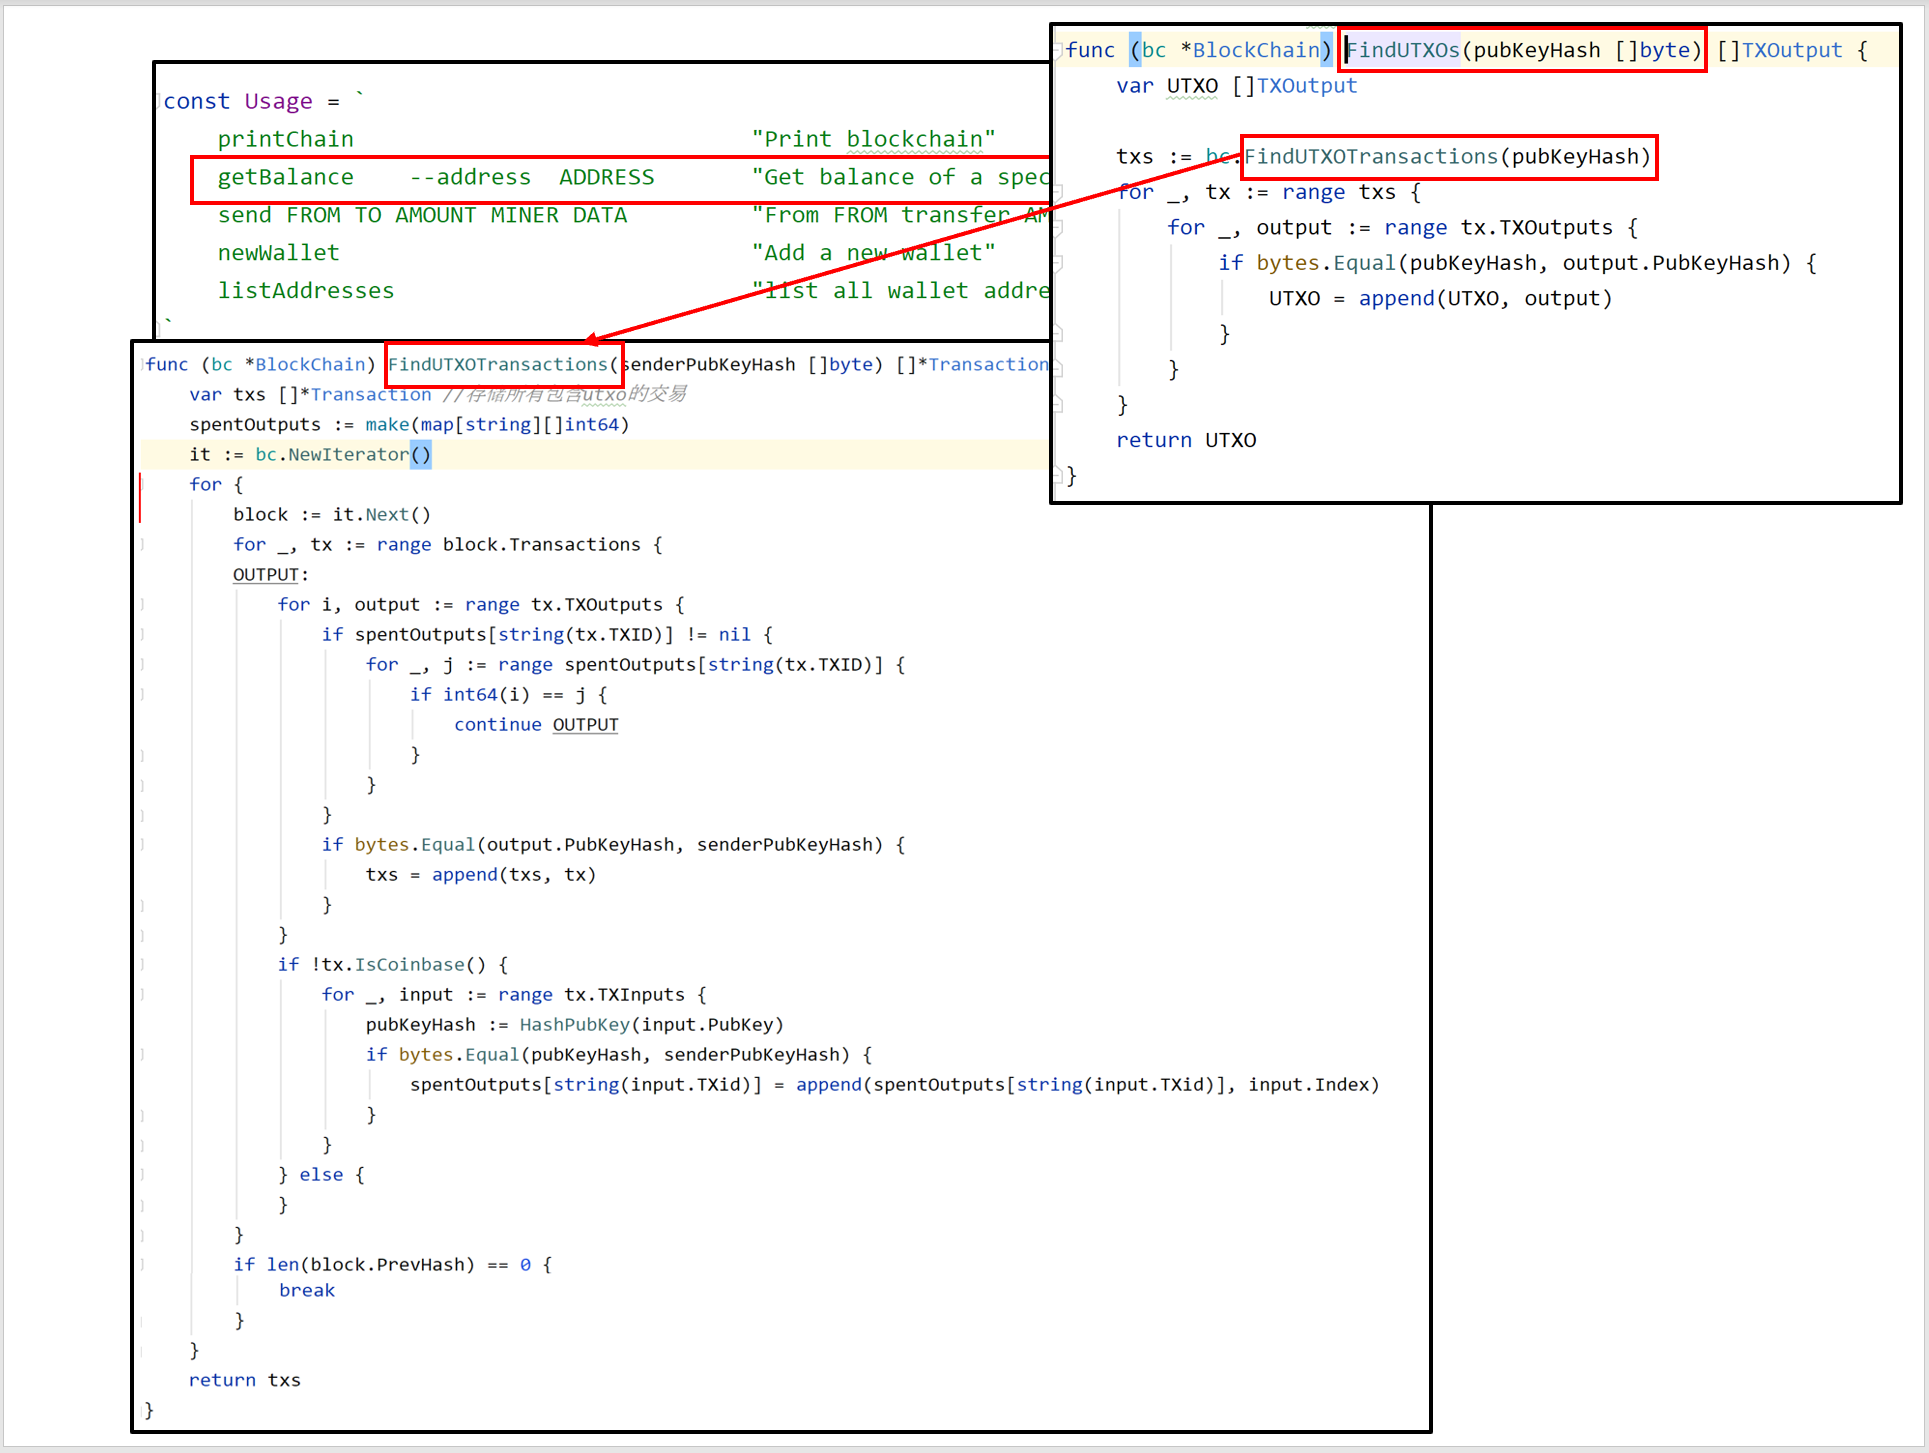 const Usage = `
printChain "Print blockchain"
getBalance --address ADDRESS "Get balance of a spec
send FROM TO AMOUNT MINER DATA "From FROM transfer AM
newWallet "Add a new wallet"
listAddresses "list all wallet addre
`
func (bc *BlockChain) FindUTXOs(pubKeyHash []byte) []TXOutput {
var UTXO []TXOutput
txs := bc.FindUTXOTransactions(pubKeyHash)
for _, tx := range txs {
for _, output := range tx.TXOutputs {
if bytes.Equal(pubKeyHash, output.PubKeyHash) {
UTXO = append(UTXO, output)
}
}
}
return UTXO
}
func (bc *BlockChain) FindUTXOTransactions(senderPubKeyHash []byte) []*Transaction
var txs []*Transaction //存储所有包含utxo的交易
spentOutputs := make(map[string][]int64)
it := bc.NewIterator()
for {
block := it.Next()
for _, tx := range block.Transactions {
OUTPUT:
for i, output := range tx.TXOutputs {
if spentOutputs[string(tx.TXID)] != nil {
for _, j := range spentOutputs[string(tx.TXID)] {
if int64(i) == j {
continue OUTPUT
}
}
}
if bytes.Equal(output.PubKeyHash, senderPubKeyHash) {
txs = append(txs, tx)
}
}
if !tx.IsCoinbase() {
for _, input := range tx.TXInputs {
pubKeyHash := HashPubKey(input.PubKey)
if bytes.Equal(pubKeyHash, senderPubKeyHash) {
spentOutputs[string(input.TXid)] = append(spentOutputs[string(input.TXid)], input.Index)
}
}
} else {
}
}
if len(block.PrevHash) == 0 {
break
}
}
return txs
}